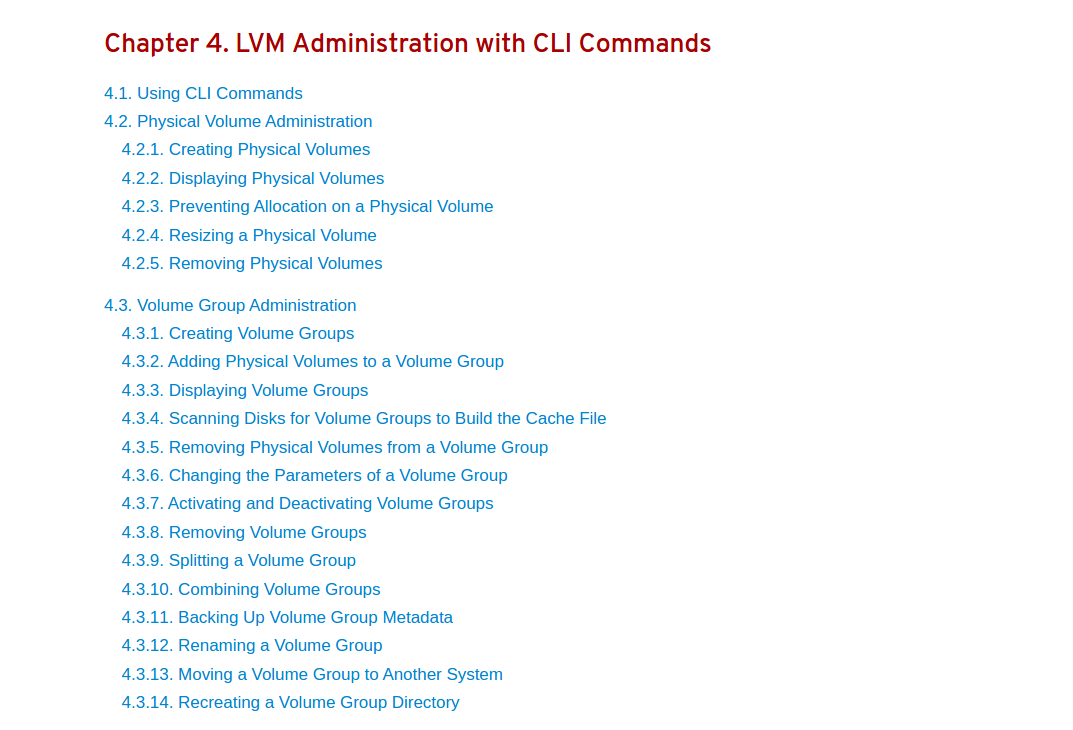 Chapter 4. LVM Administration with CLI Commands
4.1. Using CLI Commands
4.2. Physical Volume Administration
4.2.1. Creating Physical Volumes
4.2.2. Displaying Physical Volumes
4.2.3. Preventing Allocation on a Physical Volume
4.2.4. Resizing a Physical Volume
4.2.5. Removing Physical Volumes
4.3. Volume Group Administration
4.3.1. Creating Volume Groups
4.3.2. Adding Physical Volumes to a Volume Group
4.3.3. Displaying Volume Groups
4.3.4. Scanning Disks for Volume Groups to Build the Cache File
4.3.5. Removing Physical Volumes from a Volume Group
4.3.6. Changing the Parameters of a Volume Group
4.3.7. Activating and Deactivating Volume Groups
4.3.8. Removing Volume Groups
4.3.9. Splitting a Volume Group
4.3.10. Combining Volume Groups
4.3.11. Backing Up Volume Group Metadata
4.3.12. Renaming a Volume Group
4.3.13. Moving a Volume Group to Another System
4.3.14. Recreating a Volume Group Directory